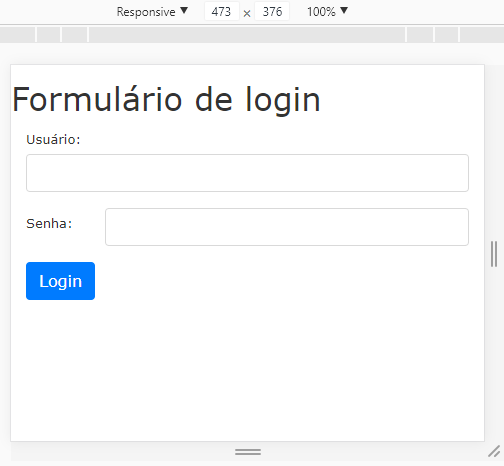 Responsive ▼ 473 × 376 100% ▼
Formulário de login
Usuário:
Senha:
Login